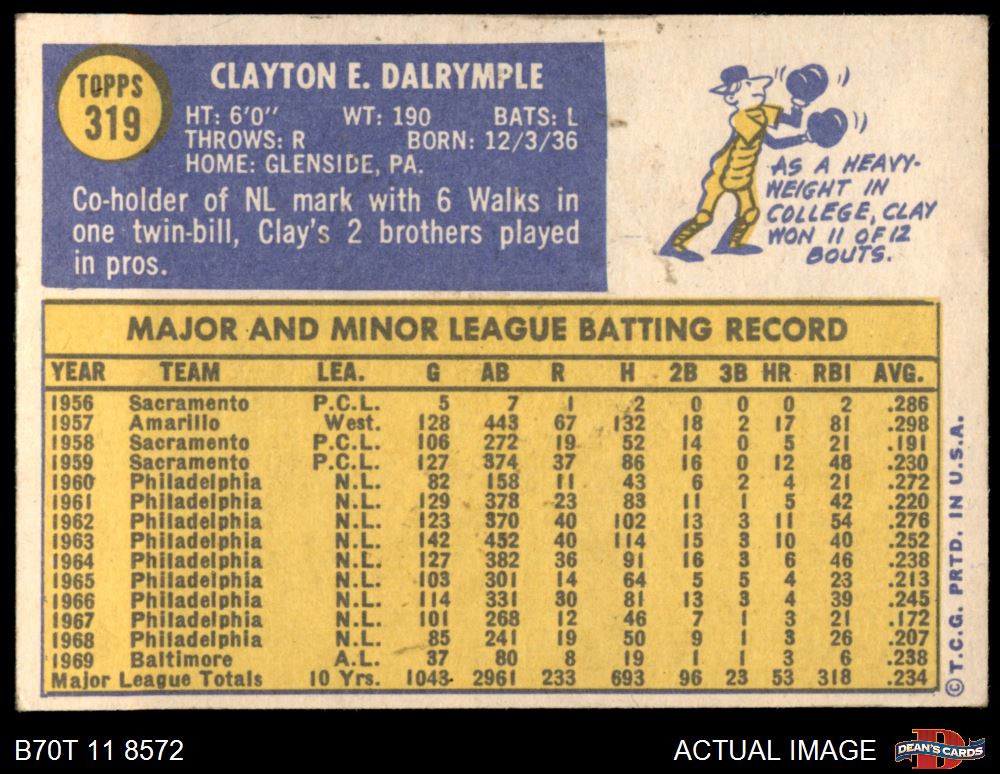 TOPPS
319
CLAYTON E. DALRYMPLE
HT: 6'0" WT: 190 BATS: L
THROWS: R BORN: 12/3/36
HOME: GLENSIDE, PA.
Co-holder of NL mark with 6 Walks in
one twin-bill, Clay's 2 brothers played
in pros.
AS A HEAVY-
WEIGHT IN
COLLEGE, CLAY
WON 11 OF 12
BOUTS.
MAJOR AND MINOR LEAGUE BATTING RECORD
YEAR TEAM LEA. G AB R H 2B 3B HR RBI AVG.
1956 Sacramento P.C.L. 5 7 1 2 0 0 0 2 .286
1957 Amarillo West. 128 443 67 132 18 2 17 81 .298
1958 Sacramento P.C.L. 106 272 19 52 14 0 5 21 .191
1959 Sacramento P.C.L. 127 374 37 86 16 0 12 48 .230
1960 Philadelphia N.L. 82 158 11 43 6 2 4 21 .272
1961 Philadelphia N.L. 129 378 23 83 11 1 5 42 .220
1962 Philadelphia N.L. 123 370 40 102 13 3 11 54 .276
1963 Philadelphia N.L. 142 452 40 114 15 3 10 40 .252
1964 Philadelphia N.L. 127 382 36 91 16 3 6 46 .238
1965 Philadelphia N.L. 103 301 14 64 5 5 4 23 .213
1966 Philadelphia N.L. 114 331 30 81 13 3 4 39 .245
1967 Philadelphia N.L. 101 268 12 46 7 1 3 21 .172
1968 Philadelphia N.L. 85 241 19 50 9 1 3 26 .207
1969 Baltimore A.L. 37 80 8 19 1 1 3 6 .238
Major League Totals 10 Yrs. 1043 2961 233 693 96 23 53 318 .234
© T.C.G. PRTD. IN U.S.A.
B70T 11 8572
ACTUAL IMAGE
D
DEAN'S CARDS